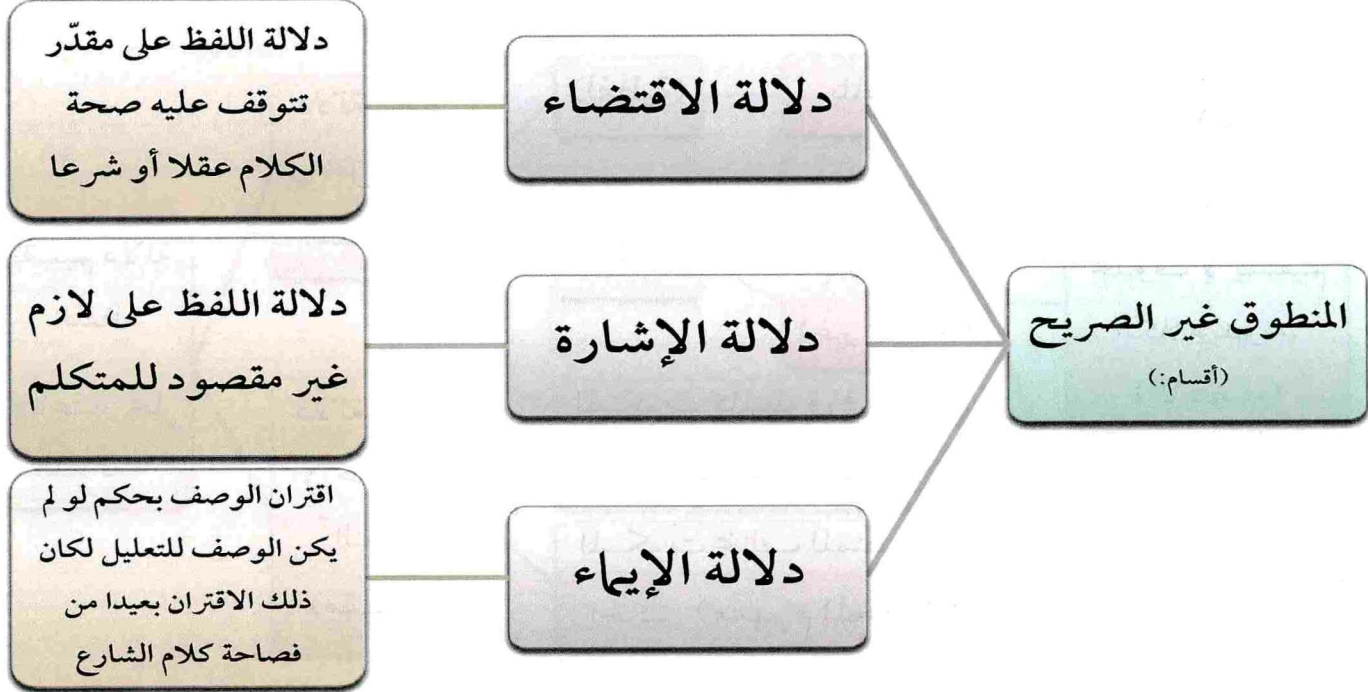 المنطوق غير الصريح
(أقسام:)
دلالة الاقتضاء
دلالة اللفظ على مقدّر
تتوقف عليه صحة
الكلام عقلا أو شرعا
دلالة الإشارة
دلالة اللفظ على لازم
غير مقصود للمتكلم
دلالة الإيماء
اقتران الوصف بحكم لو لم
يكن الوصف للتعليل لكان
ذلك الاقتران بعيدا من
فصاحة كلام الشارع